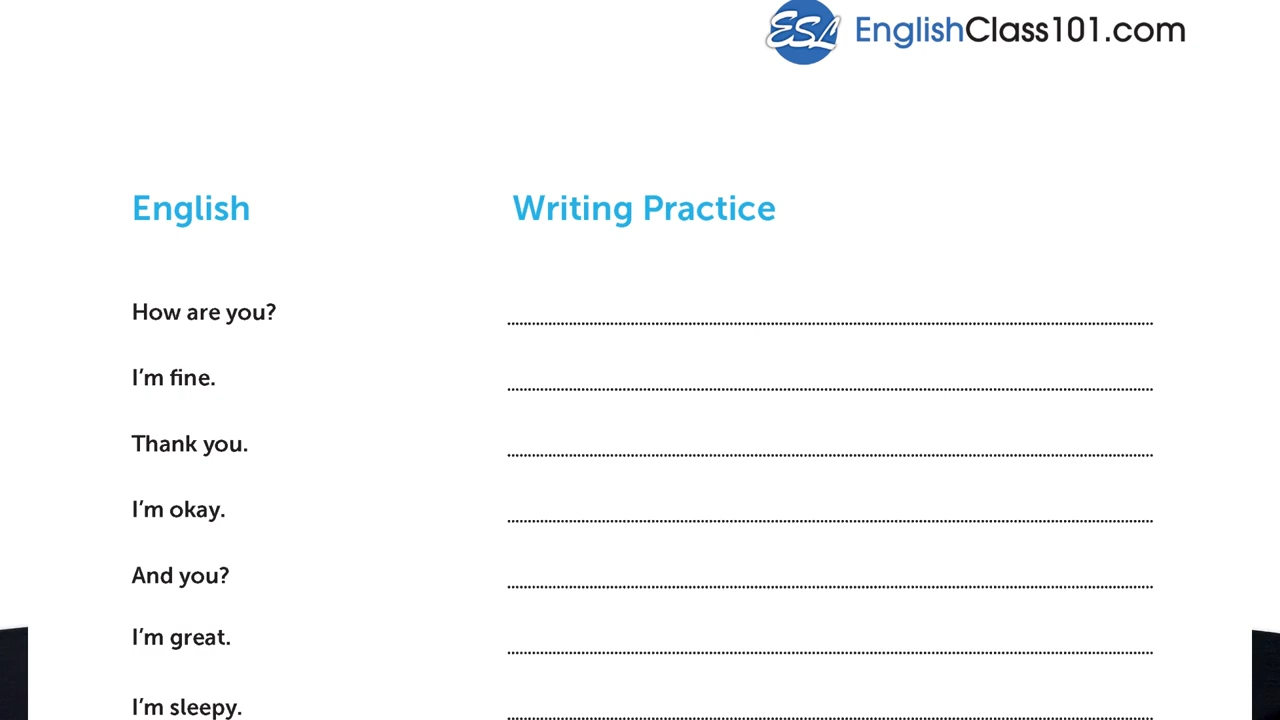 ESL EnglishClass101.com
English Writing Practice
How are you?
I’m fine.
Thank you.
I’m okay.
And you?
I’m great.
I’m sleepy.